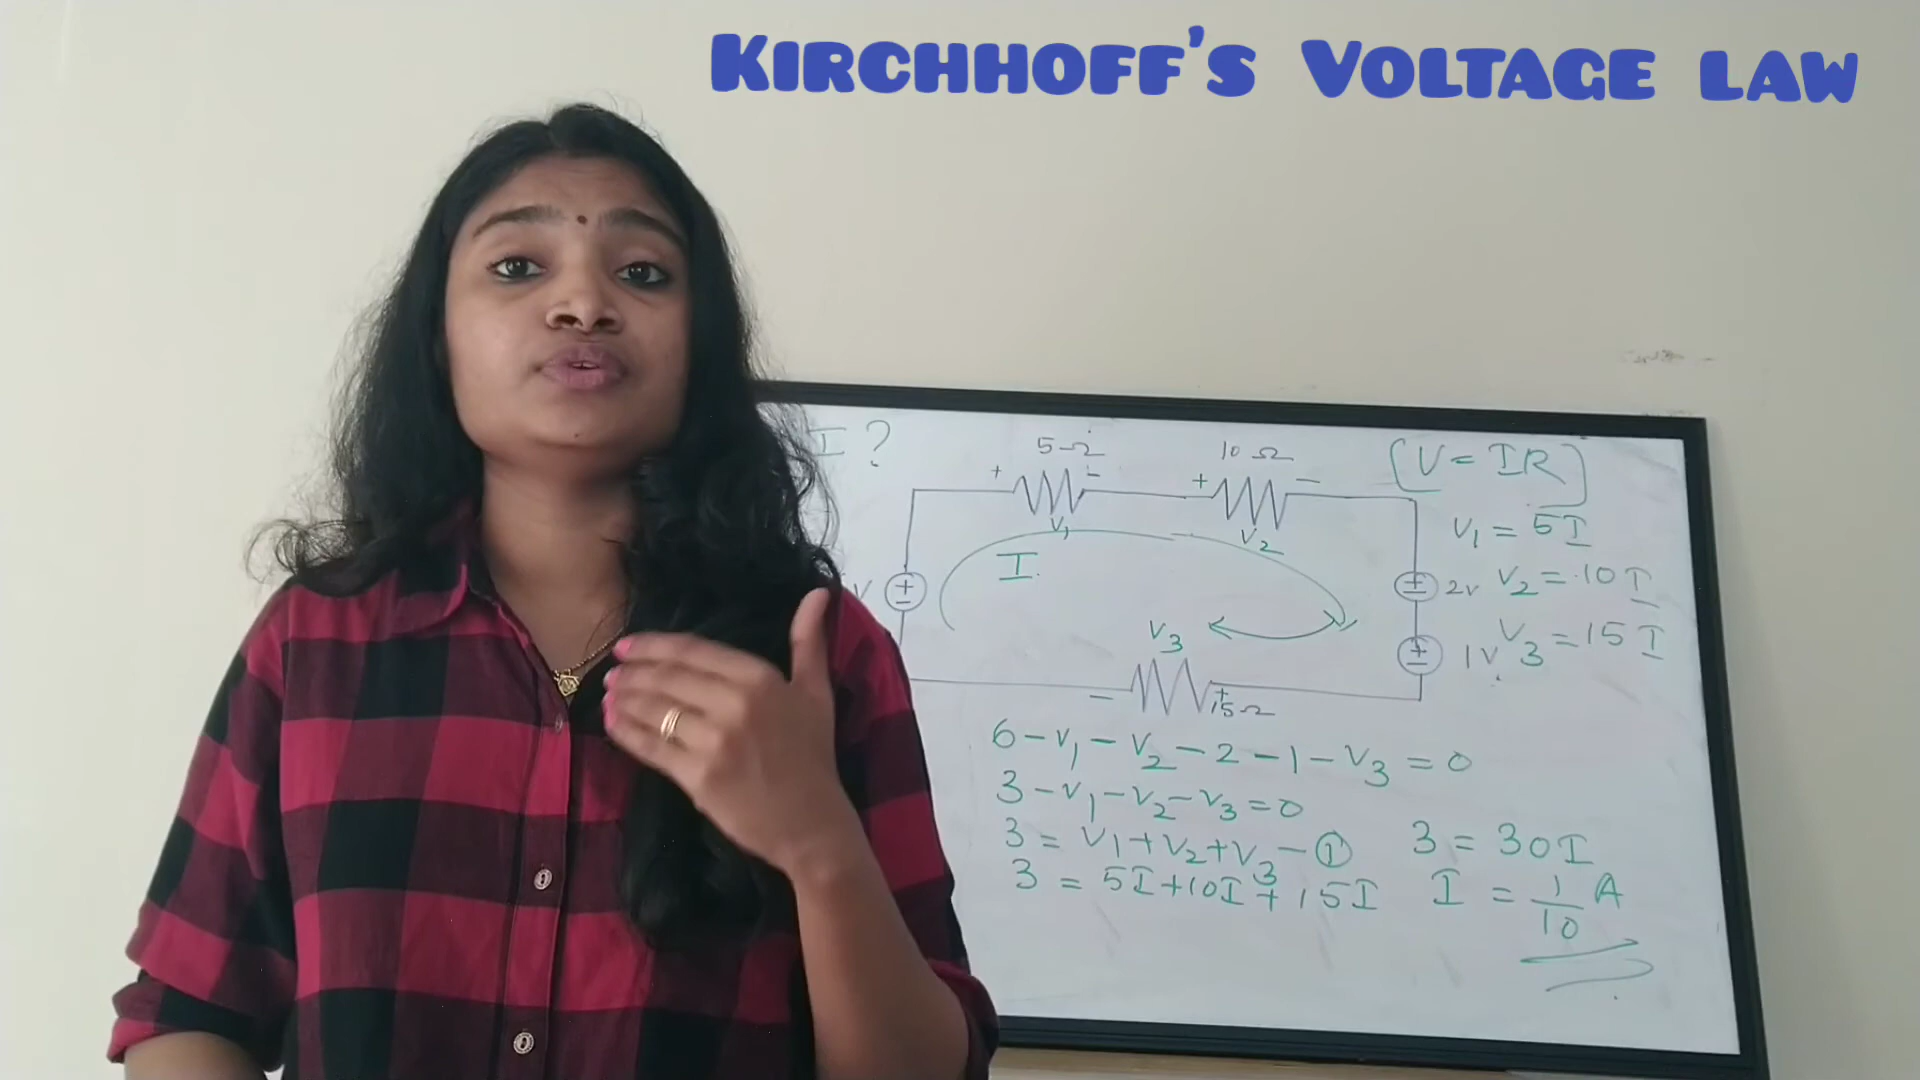 KIRCHHOFF'S VOLTAGE LAW
I ?
5Ω
10Ω
(V = IR)
+ -
+ -
V1
V2
V1 = 5I
I
V
+
-
+
-
2V
V2 = 10I
V3
+
-
1V
V3 = 15I
- +
15Ω
6 - V1 - V2 - 2 - 1 - V3 = 0
3 - V1 - V2 - V3 = 0
3 = V1 + V2 + V3 - ①
3 = 30I
3 = 5I + 10I + 15I
I = 1/10 A